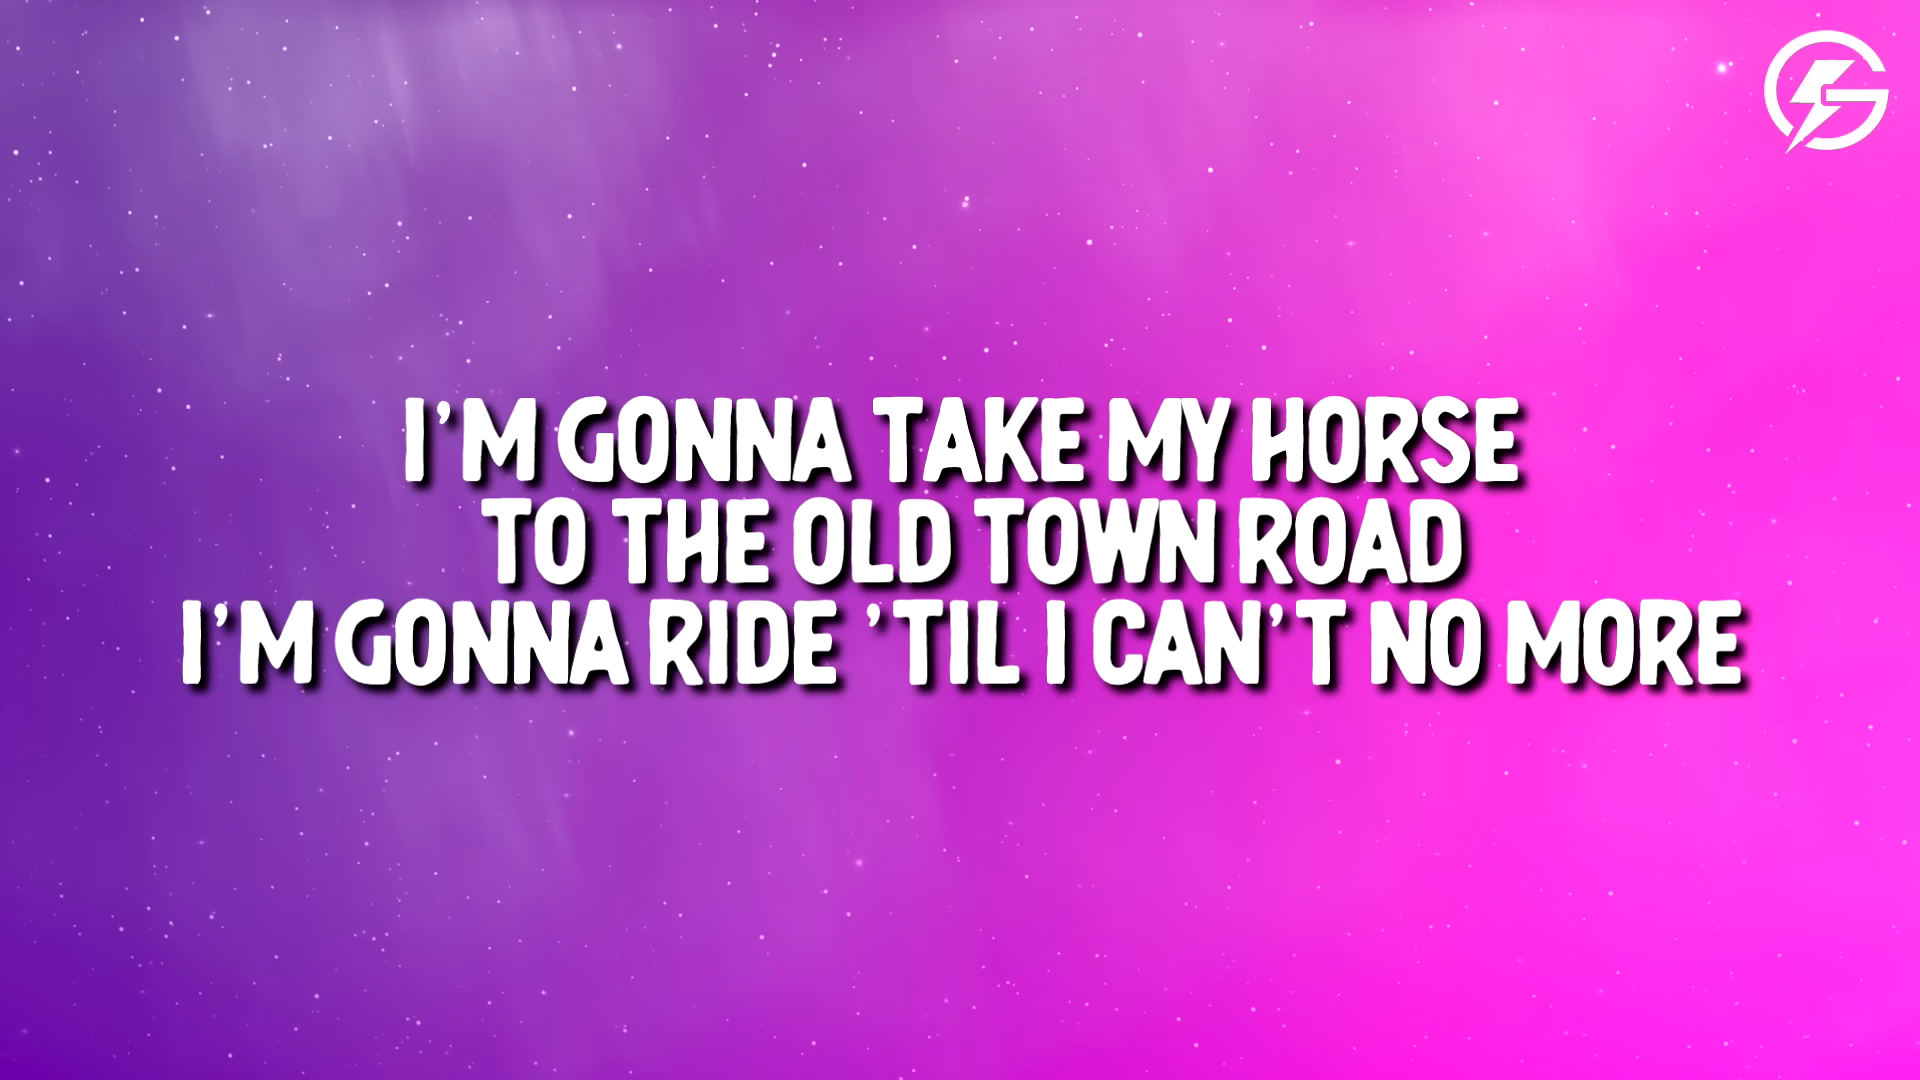 I'M GONNA TAKE MY HORSE
TO THE OLD TOWN ROAD
I'M GONNA RIDE 'TIL I CAN'T NO MORE